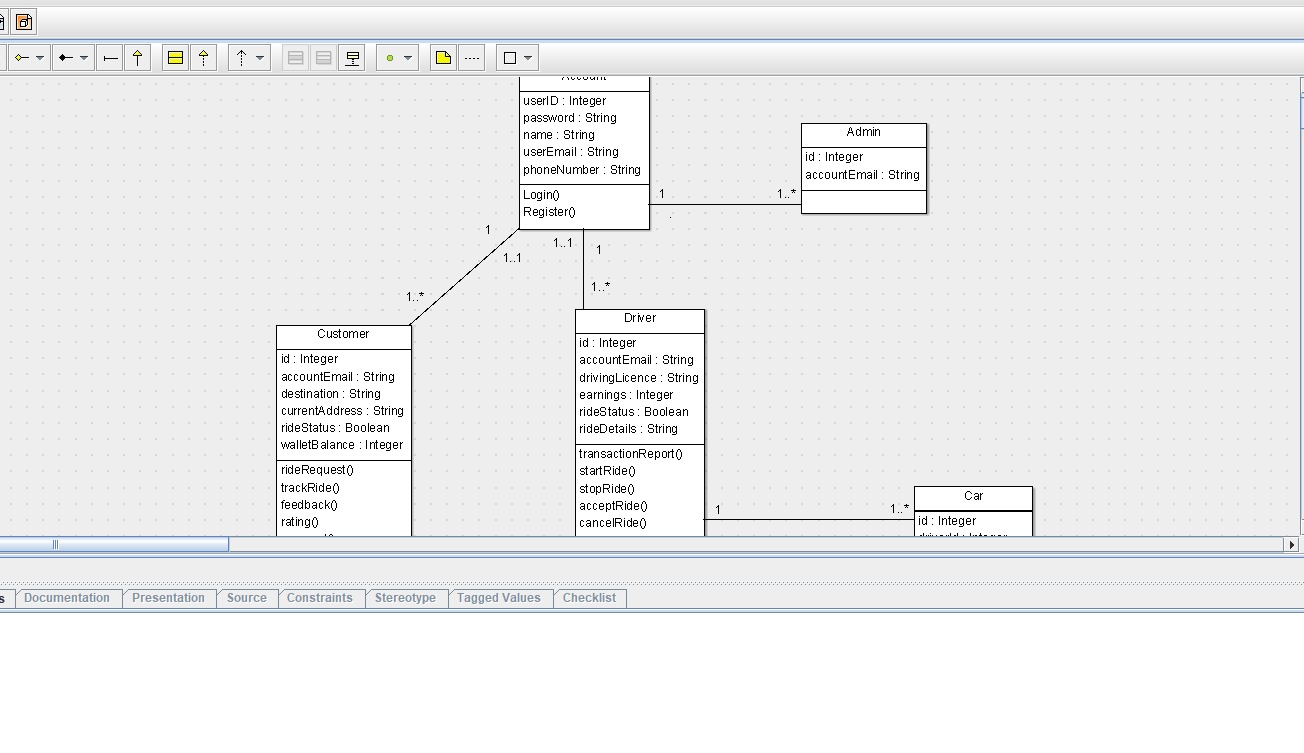 Account
userID : Integer
password : String
name : String
userEmail : String
phoneNumber : String
Login()
Register()
Admin
id : Integer
accountEmail : String
1
1..*
1
1..1
1..*
1..1
1
1..*
Customer
id : Integer
accountEmail : String
destination : String
currentAddress : String
rideStatus : Boolean
walletBalance : Integer
rideRequest()
trackRide()
feedback()
rating()
Driver
id : Integer
accountEmail : String
drivingLicence : String
earnings : Integer
rideStatus : Boolean
rideDetails : String
transactionReport()
startRide()
stopRide()
acceptRide()
cancelRide()
1
1..*
Car
id : Integer
driverId : Integer
s Documentation Presentation Source Constraints Stereotype Tagged Values Checklist